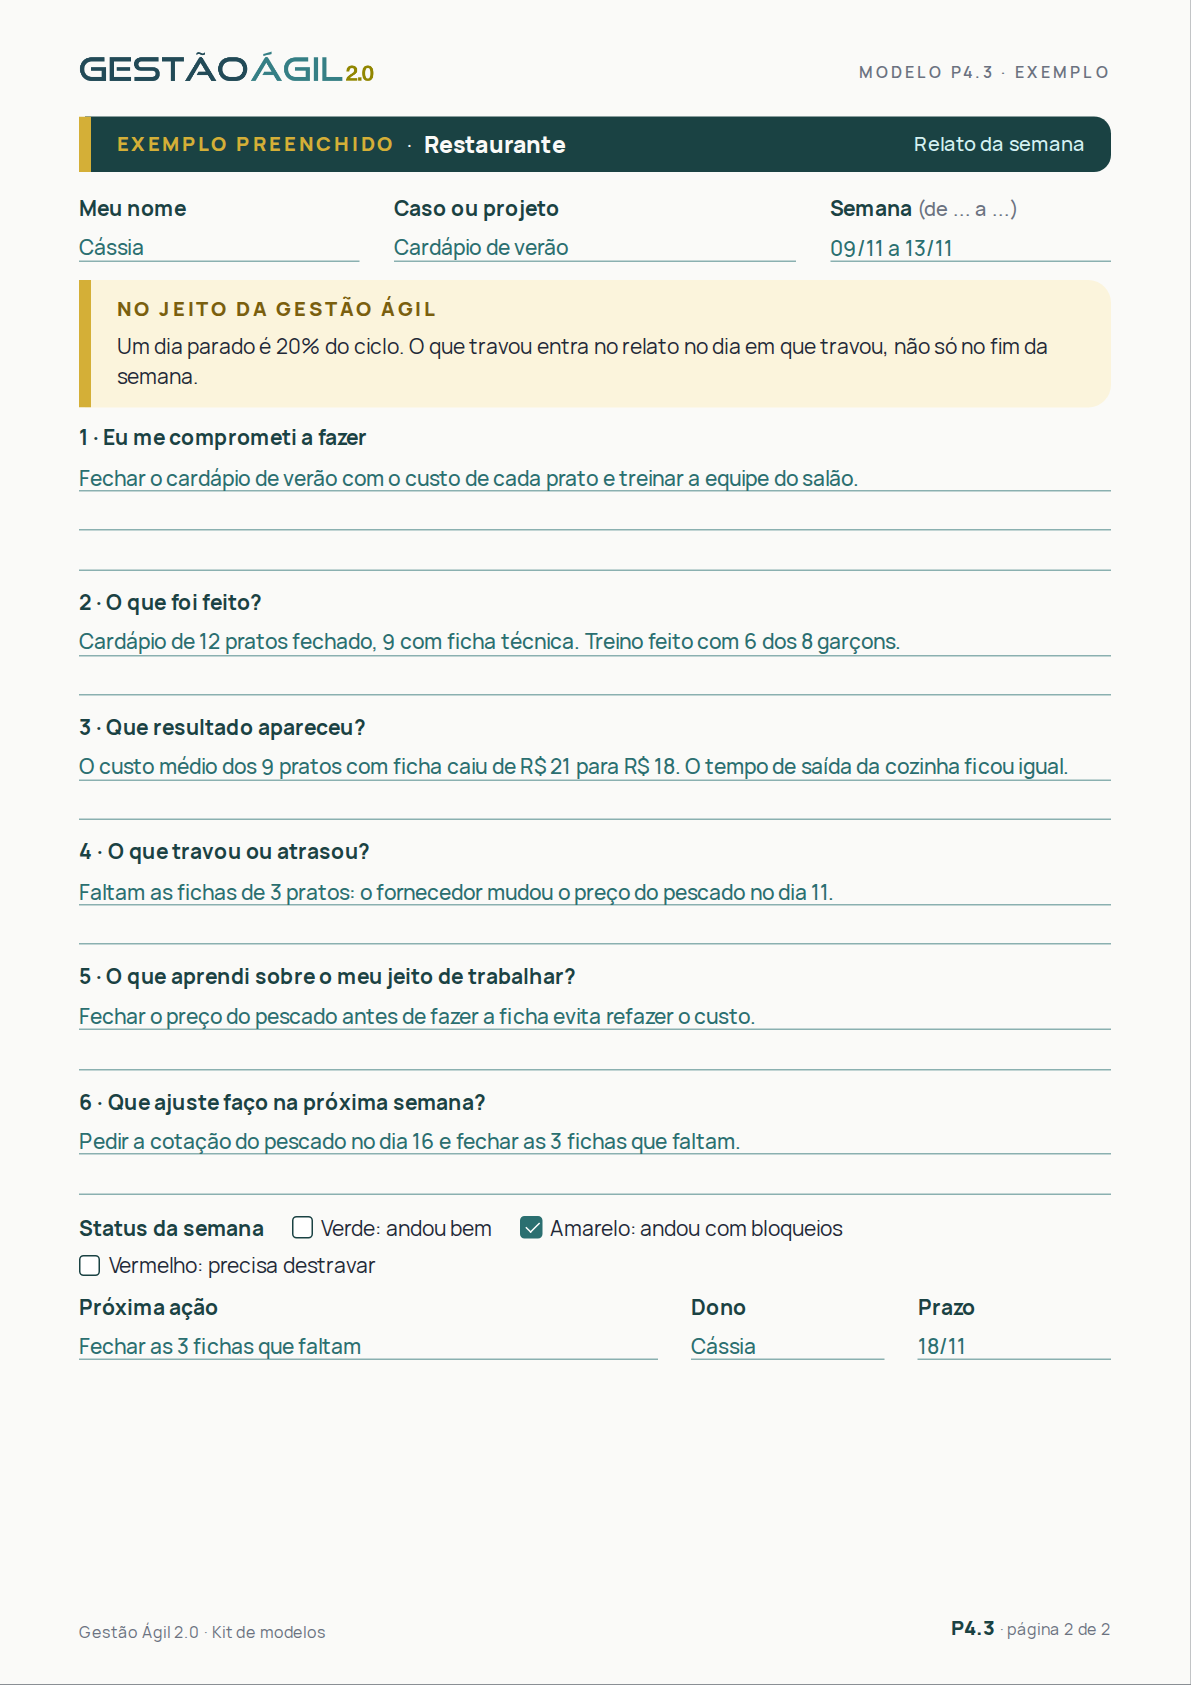 GESTÃOÁGIL2.0
MODELO P4.3 · EXEMPLO
EXEMPLO PREENCHIDO · Restaurante
Relato da semana
Meu nome
Caso ou projeto
Semana (de ... a ...)
Cássia
Cardápio de verão
09/11 a 13/11
NO JEITO DA GESTÃO ÁGIL
Um dia parado é 20% do ciclo. O que travou entra no relato no dia em que travou, não só no fim da
semana.
1 · Eu me comprometi a fazer
Fechar o cardápio de verão com o custo de cada prato e treinar a equipe do salão.
2 · O que foi feito?
Cardápio de 12 pratos fechado, 9 com ficha técnica. Treino feito com 6 dos 8 garçons.
3 · Que resultado apareceu?
O custo médio dos 9 pratos com ficha caiu de R$ 21 para R$ 18. O tempo de saída da cozinha ficou igual.
4 · O que travou ou atrasou?
Faltam as fichas de 3 pratos: o fornecedor mudou o preço do pescado no dia 11.
5 · O que aprendi sobre o meu jeito de trabalhar?
Fechar o preço do pescado antes de fazer a ficha evita refazer o custo.
6 · Que ajuste faço na próxima semana?
Pedir a cotação do pescado no dia 16 e fechar as 3 fichas que faltam.
Status da semana Verde: andou bem Amarelo: andou com bloqueios
Vermelho: precisa destravar
Próxima ação
Dono
Prazo
Fechar as 3 fichas que faltam
Cássia
18/11
Gestão Ágil 2.0 · Kit de modelos
P4.3 · página 2 de 2